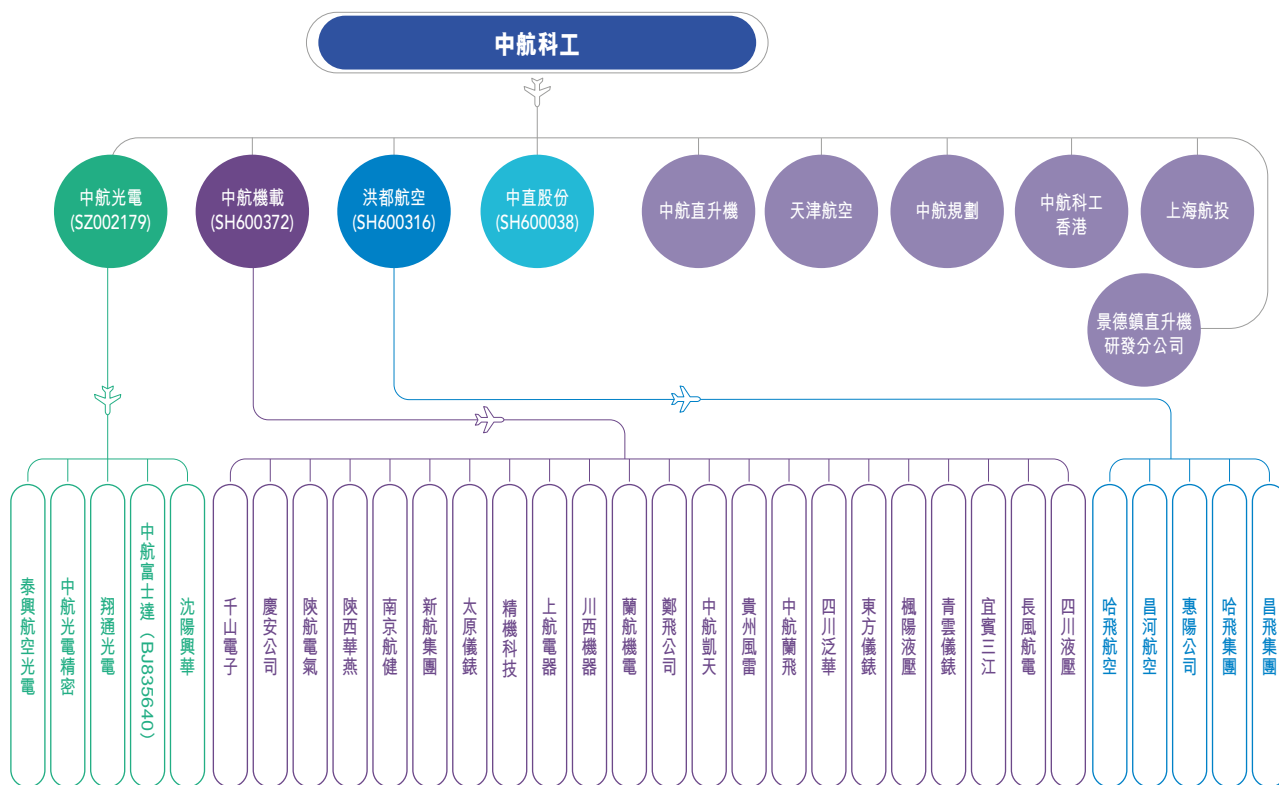 中航科工
中航光電
(SZ002179)
中航機載
(SH600372)
洪都航空
(SH600316)
中直股份
(SH600038)
中航直升機
天津航空
中航規劃
中航科工
香港
上海航投
景德鎮直升機
研發分公司
泰興航空光電
中航光電精密
翔通光電
中航富士達（BJ835640）
沈陽興華
千山電子
慶安公司
陝航電氣
陝西華燕
南京航健
新航集團
太原儀錶
精機科技
上航電器
川西機器
蘭航機電
鄭飛公司
中航凱天
貴州風雷
中航蘭飛
四川泛華
東方儀錶
楓陽液壓
青雲儀錶
宜賓三江
長風航電
四川液壓
哈飛航空
昌河航空
惠陽公司
哈飛集團
昌飛集團